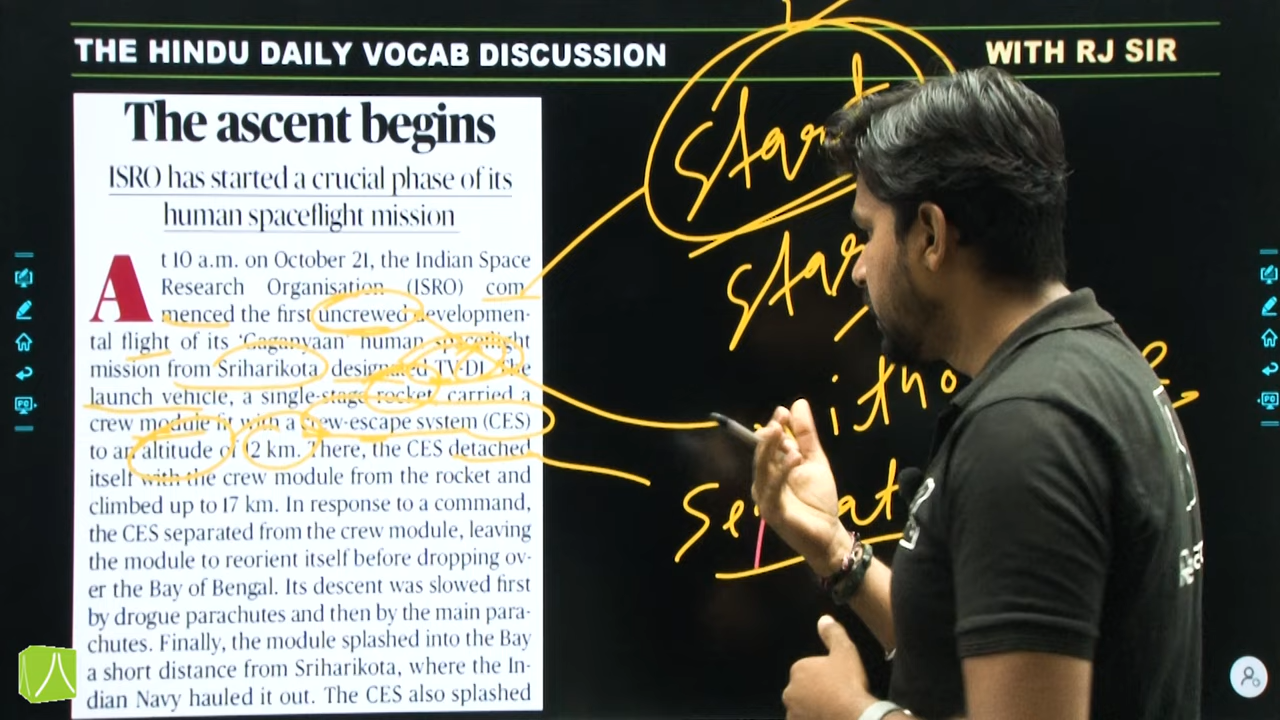 THE HINDU DAILY VOCAB DISCUSSION
WITH RJ SIR
The ascent begins
ISRO has started a crucial phase of its
human spaceflight mission
At 10 a.m. on October 21, the Indian Space
Research Organisation (ISRO) com-
menced the first uncrewed developmen-
tal flight of its ‘Gaganyaan’ human spaceflight
mission from Sriharikota designated TV-D1. The
launch vehicle, a single-stage rocket, carried a
crew module fit with a crew-escape system (CES)
to an altitude of 12 km. There, the CES detached
itself with the crew module from the rocket and
climbed up to 17 km. In response to a command,
the CES separated from the crew module, leaving
the module to reorient itself before dropping ov-
er the Bay of Bengal. Its descent was slowed first
by drogue parachutes and then by the main para-
chutes. Finally, the module splashed into the Bay
a short distance from Sriharikota, where the In-
dian Navy hauled it out. The CES also splashed
Start